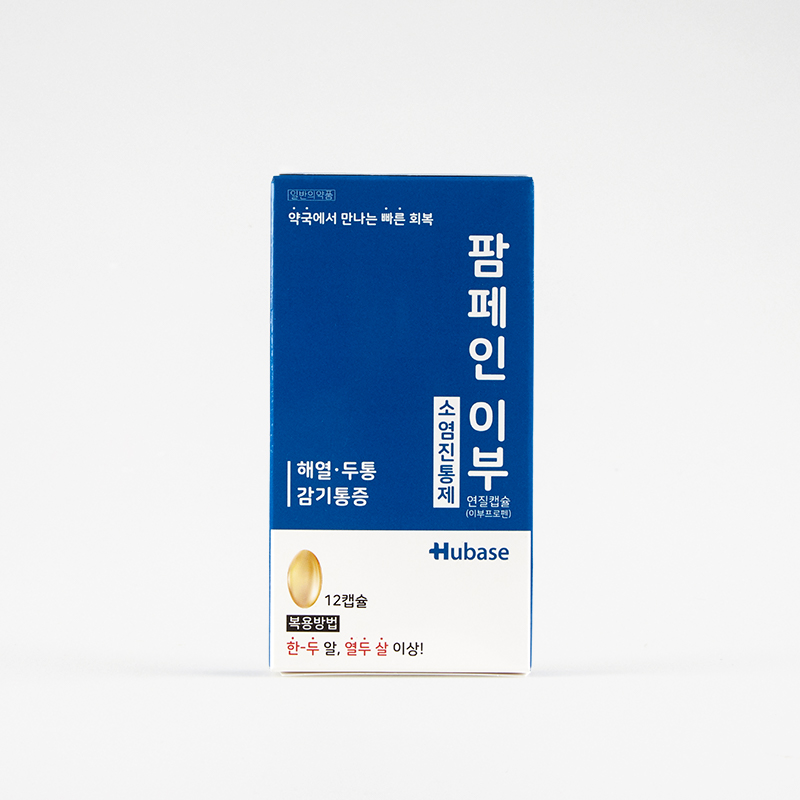 일반의약품
약국에서 만나는 빠른 회복
팜페인 이부
연질캡슐
(이부프로펜)
소염진통제
해열·두통
감기통증
Hubase
12캡슐
복용방법
한-두 알, 열두 살 이상!